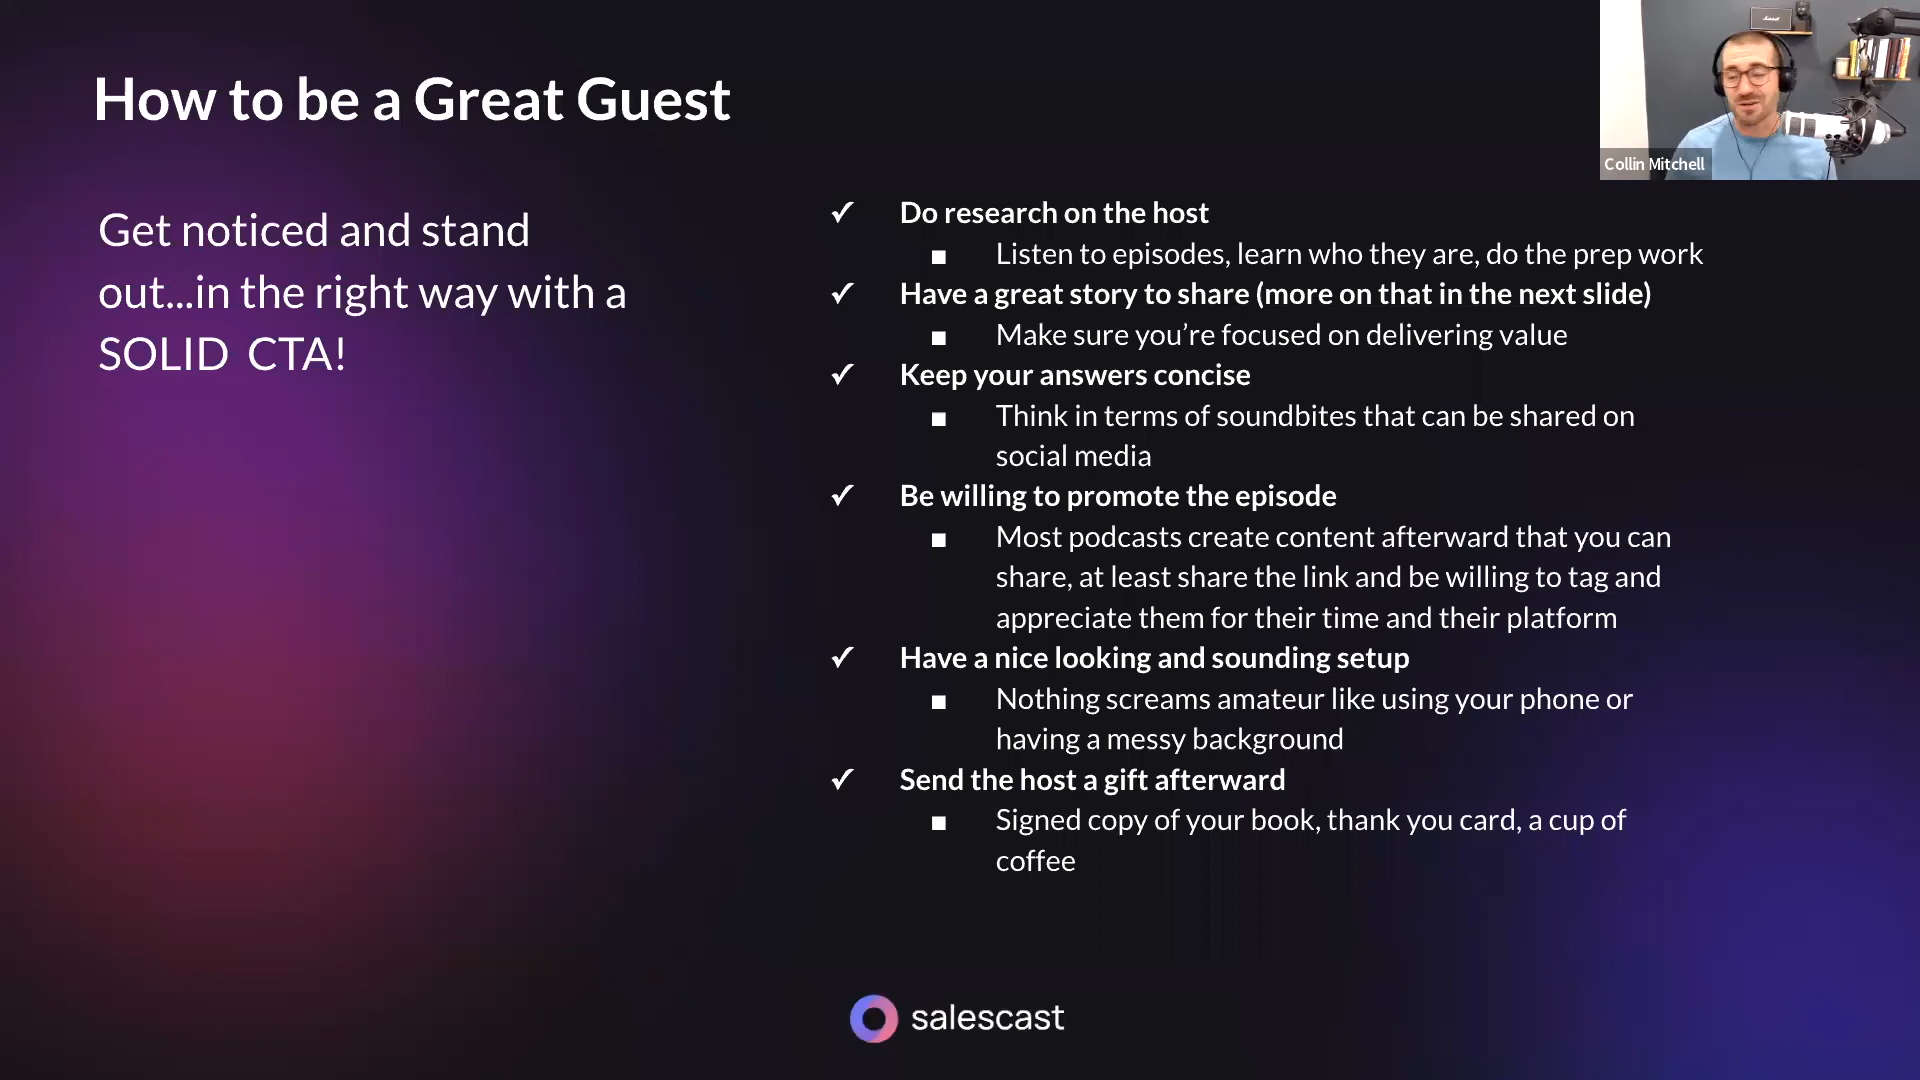 How to be a Great Guest
Collin Mitchell
Get noticed and stand
out...in the right way with a
SOLID CTA!
✓ Do research on the host
■ Listen to episodes, learn who they are, do the prep work
✓ Have a great story to share (more on that in the next slide)
■ Make sure you’re focused on delivering value
✓ Keep your answers concise
■ Think in terms of soundbites that can be shared on
social media
✓ Be willing to promote the episode
■ Most podcasts create content afterward that you can
share, at least share the link and be willing to tag and
appreciate them for their time and their platform
✓ Have a nice looking and sounding setup
■ Nothing screams amateur like using your phone or
having a messy background
✓ Send the host a gift afterward
■ Signed copy of your book, thank you card, a cup of
coffee
salescast